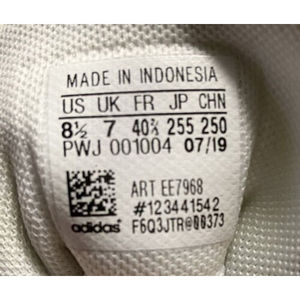 MADE IN INDONESIA
US UK FR JP CHN
8½ 7 40⅔ 255 250
PWJ 001004 07/19
ART EE7968
#123441542
adidas F6Q3JTR@00373